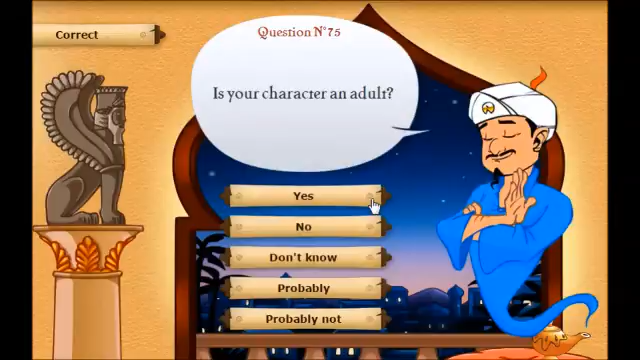 Correct
Question N°75
Is your character an adult?
Yes
No
Don't know
Probably
Probably not